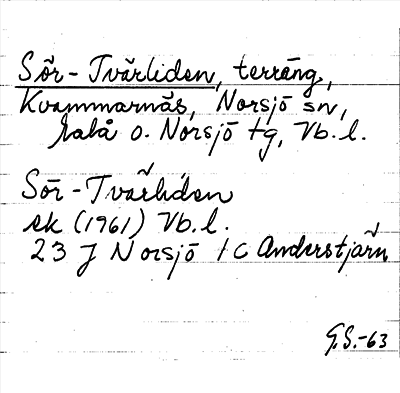 Sör-Tvärliden, terräng,
Kvammarnäs, Norsjö sn,
Malå o. Norsjö tg, Vb. l.
Sör-Tvärliden
ek (1961) Vb. l.
23 J Norsjö 1 c Anderstjärn
G.S.-63